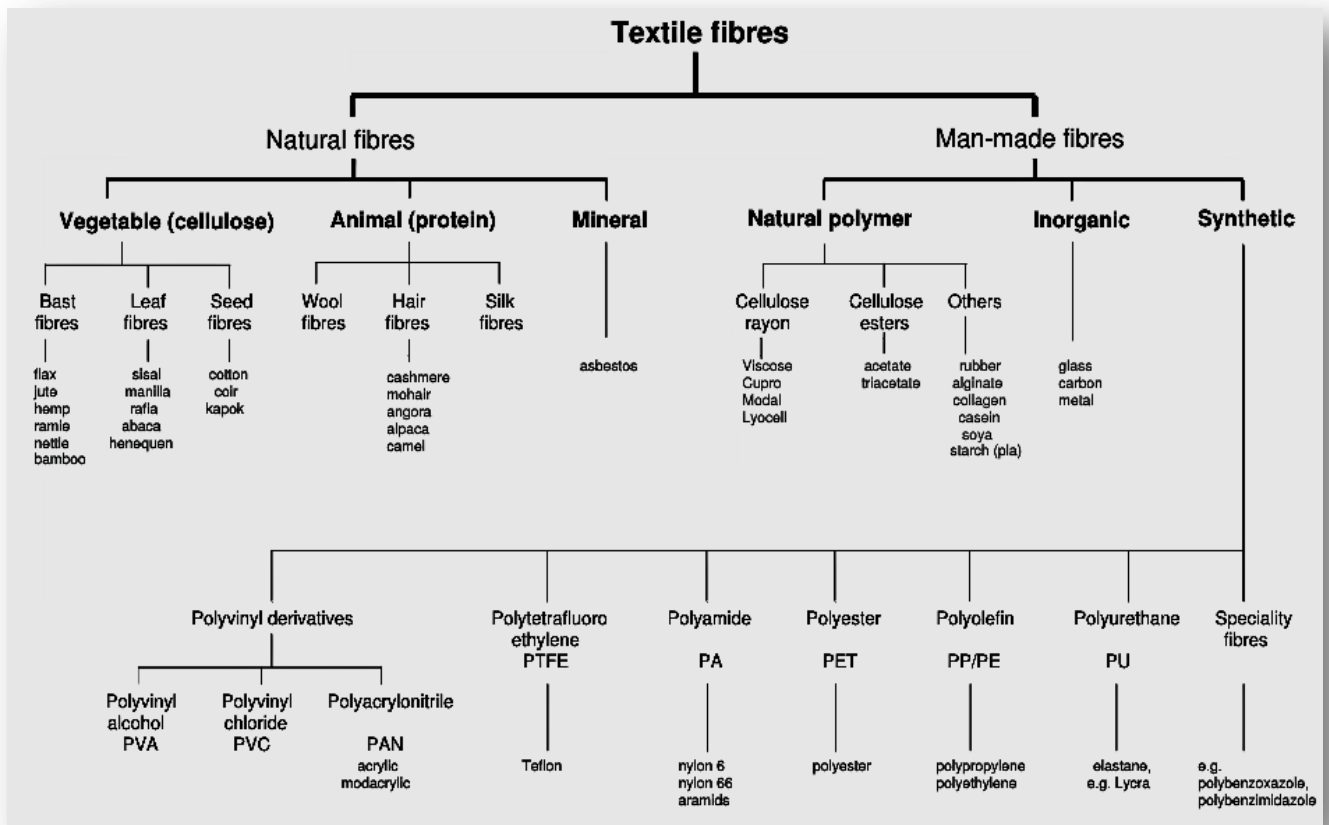 Textile fibres
Natural fibres
Man-made fibres
Vegetable (cellulose)
Animal (protein)
Mineral
Natural polymer
Inorganic
Synthetic
Bast
fibres
Leaf
fibres
Seed
fibres
Wool
fibres
Hair
fibres
Silk
fibres
Cellulose
rayon
Cellulose
esters
Others
flax
jute
hemp
ramie
nettle
bamboo
sisal
manilla
rafia
abaca
henequen
cotton
coir
kapok
cashmere
mohair
angora
alpaca
camel
asbestos
Viscose
Cupro
Modal
Lyocell
acetate
triacetate
rubber
alginate
collagen
casein
soya
starch (pla)
glass
carbon
metal
Polyvinyl derivatives
Polytetrafluoro
ethylene
PTFE
Polyamide
PA
Polyester
PET
Polyolefin
PP/PE
Polyurethane
PU
Speciality
fibres
Polyvinyl
alcohol
PVA
Polyvinyl
chloride
PVC
Polyacrylonitrile
PAN
acrylic
modacrylic
Teflon
nylon 6
nylon 66
aramids
polyester
polypropylene
polyethylene
elastane,
e.g. Lycra
e.g.
polybenzoxazole,
polybenzimidazole